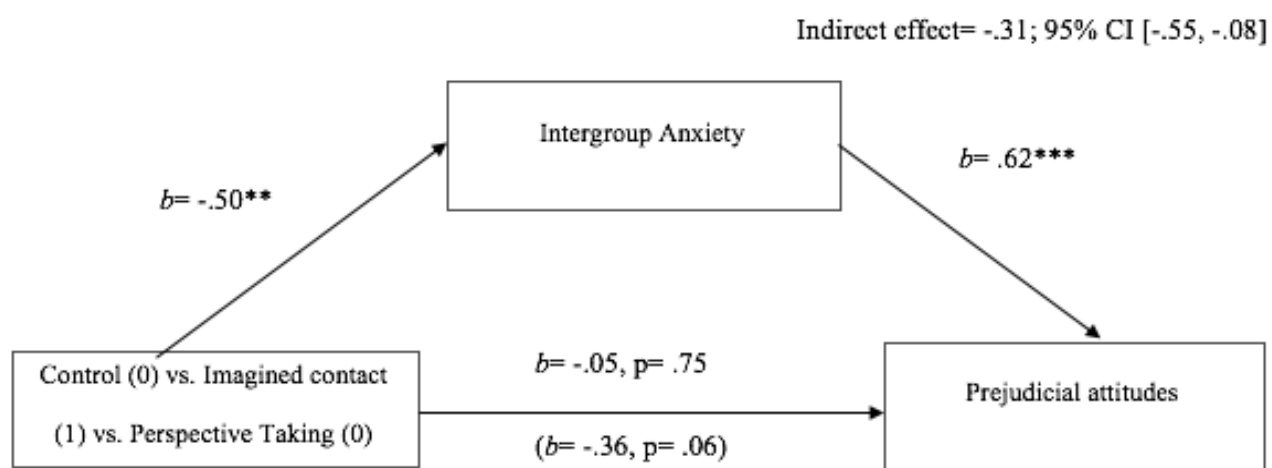 Indirect effect= -.31; 95% CI [-.55, -.08]
Intergroup Anxiety
b= -.50**
b= .62***
Control (0) vs. Imagined contact
(1) vs. Perspective Taking (0)
b= -.05, p= .75
(b= -.36, p= .06)
Prejudicial attitudes